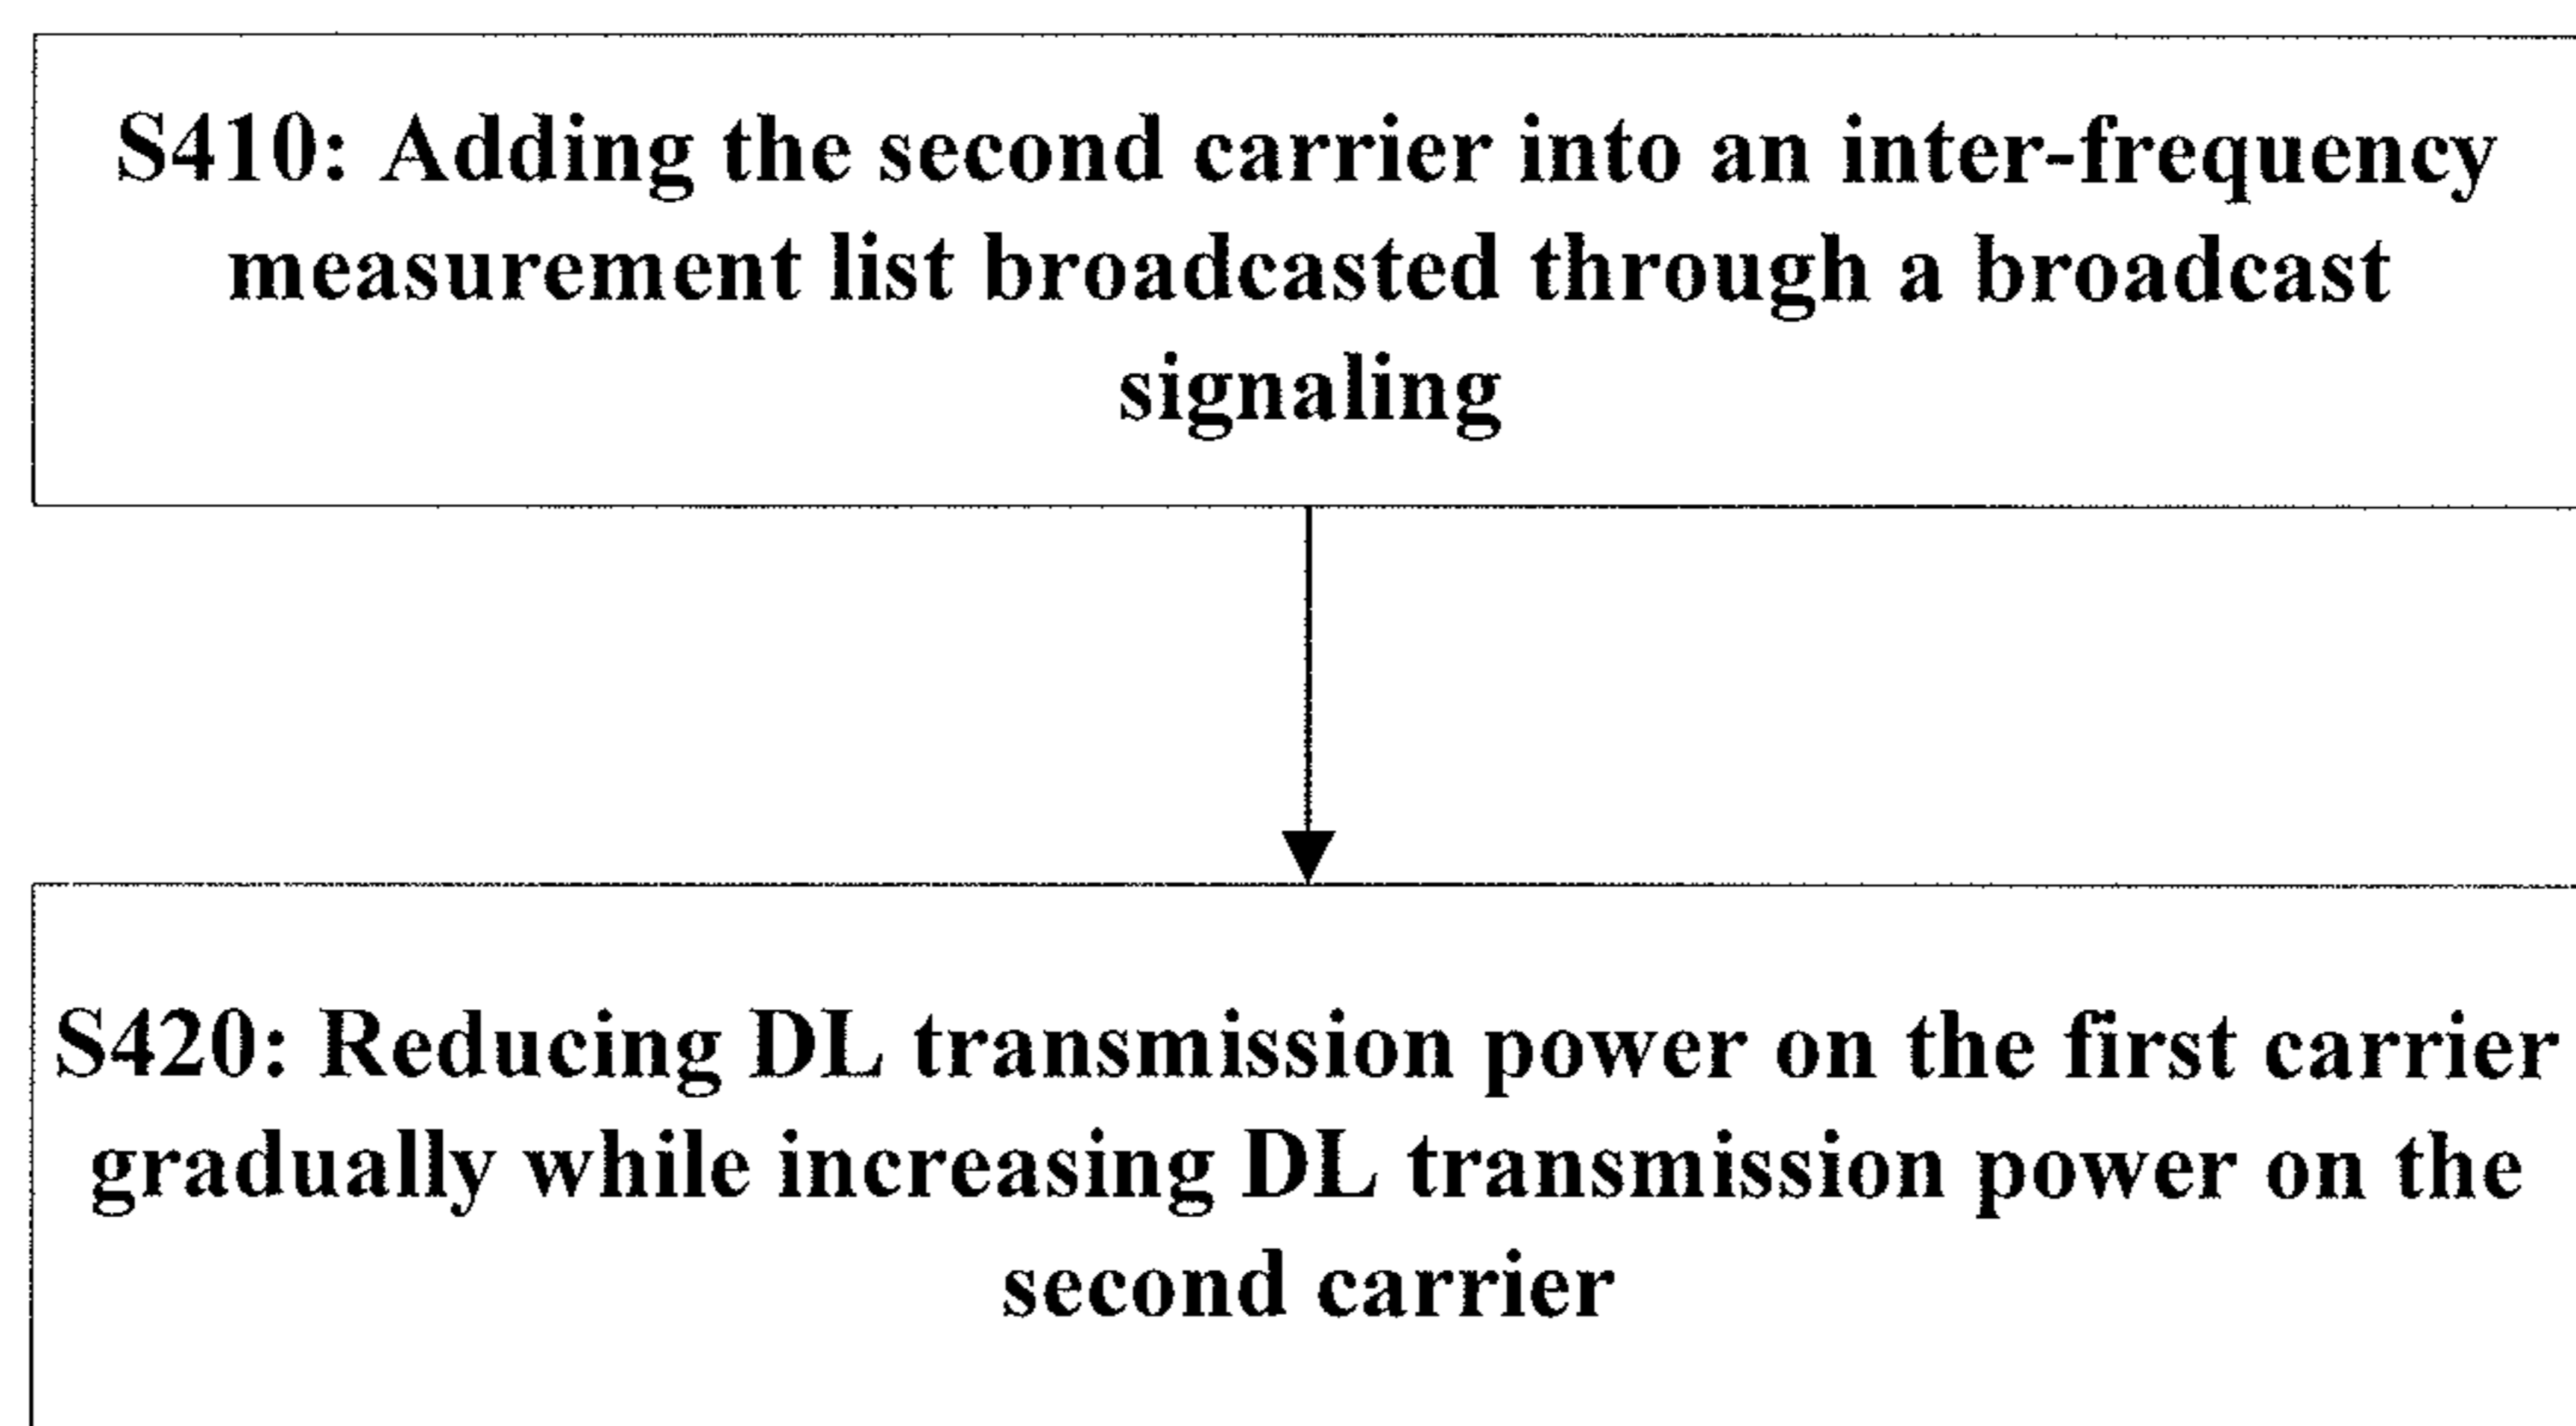 S410: Adding the second carrier into an inter-frequency
measurement list broadcasted through a broadcast
signaling
S420: Reducing DL transmission power on the first carrier
gradually while increasing DL transmission power on the
second carrier